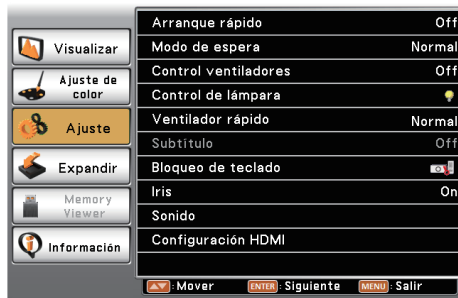 Visualizar
Ajuste de
color
Ajuste
Expandir
Memory
Viewer
Información
Arranque rápido Off
Modo de espera Normal
Control ventiladores Off
Control de lámpara
Ventilador rápido Normal
Subtítulo Off
Bloqueo de teclado
Iris On
Sonido
Configuración HDMI
:Mover ENTER :Siguiente MENU :Salir